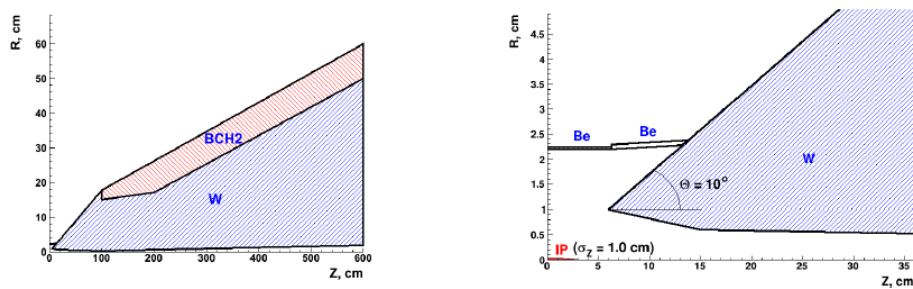 R, cm
60
50
40
30
20
10
0
BCH2
W
0 100 200 300 400 500 600
Z, cm
R, cm
5
4.5
4
3.5
3
2.5
2
1.5
1
0.5
0
Be Be
W
Θ = 10°
IP (σZ = 1.0 cm)
0 5 10 15 20 25 30 35
Z, cm